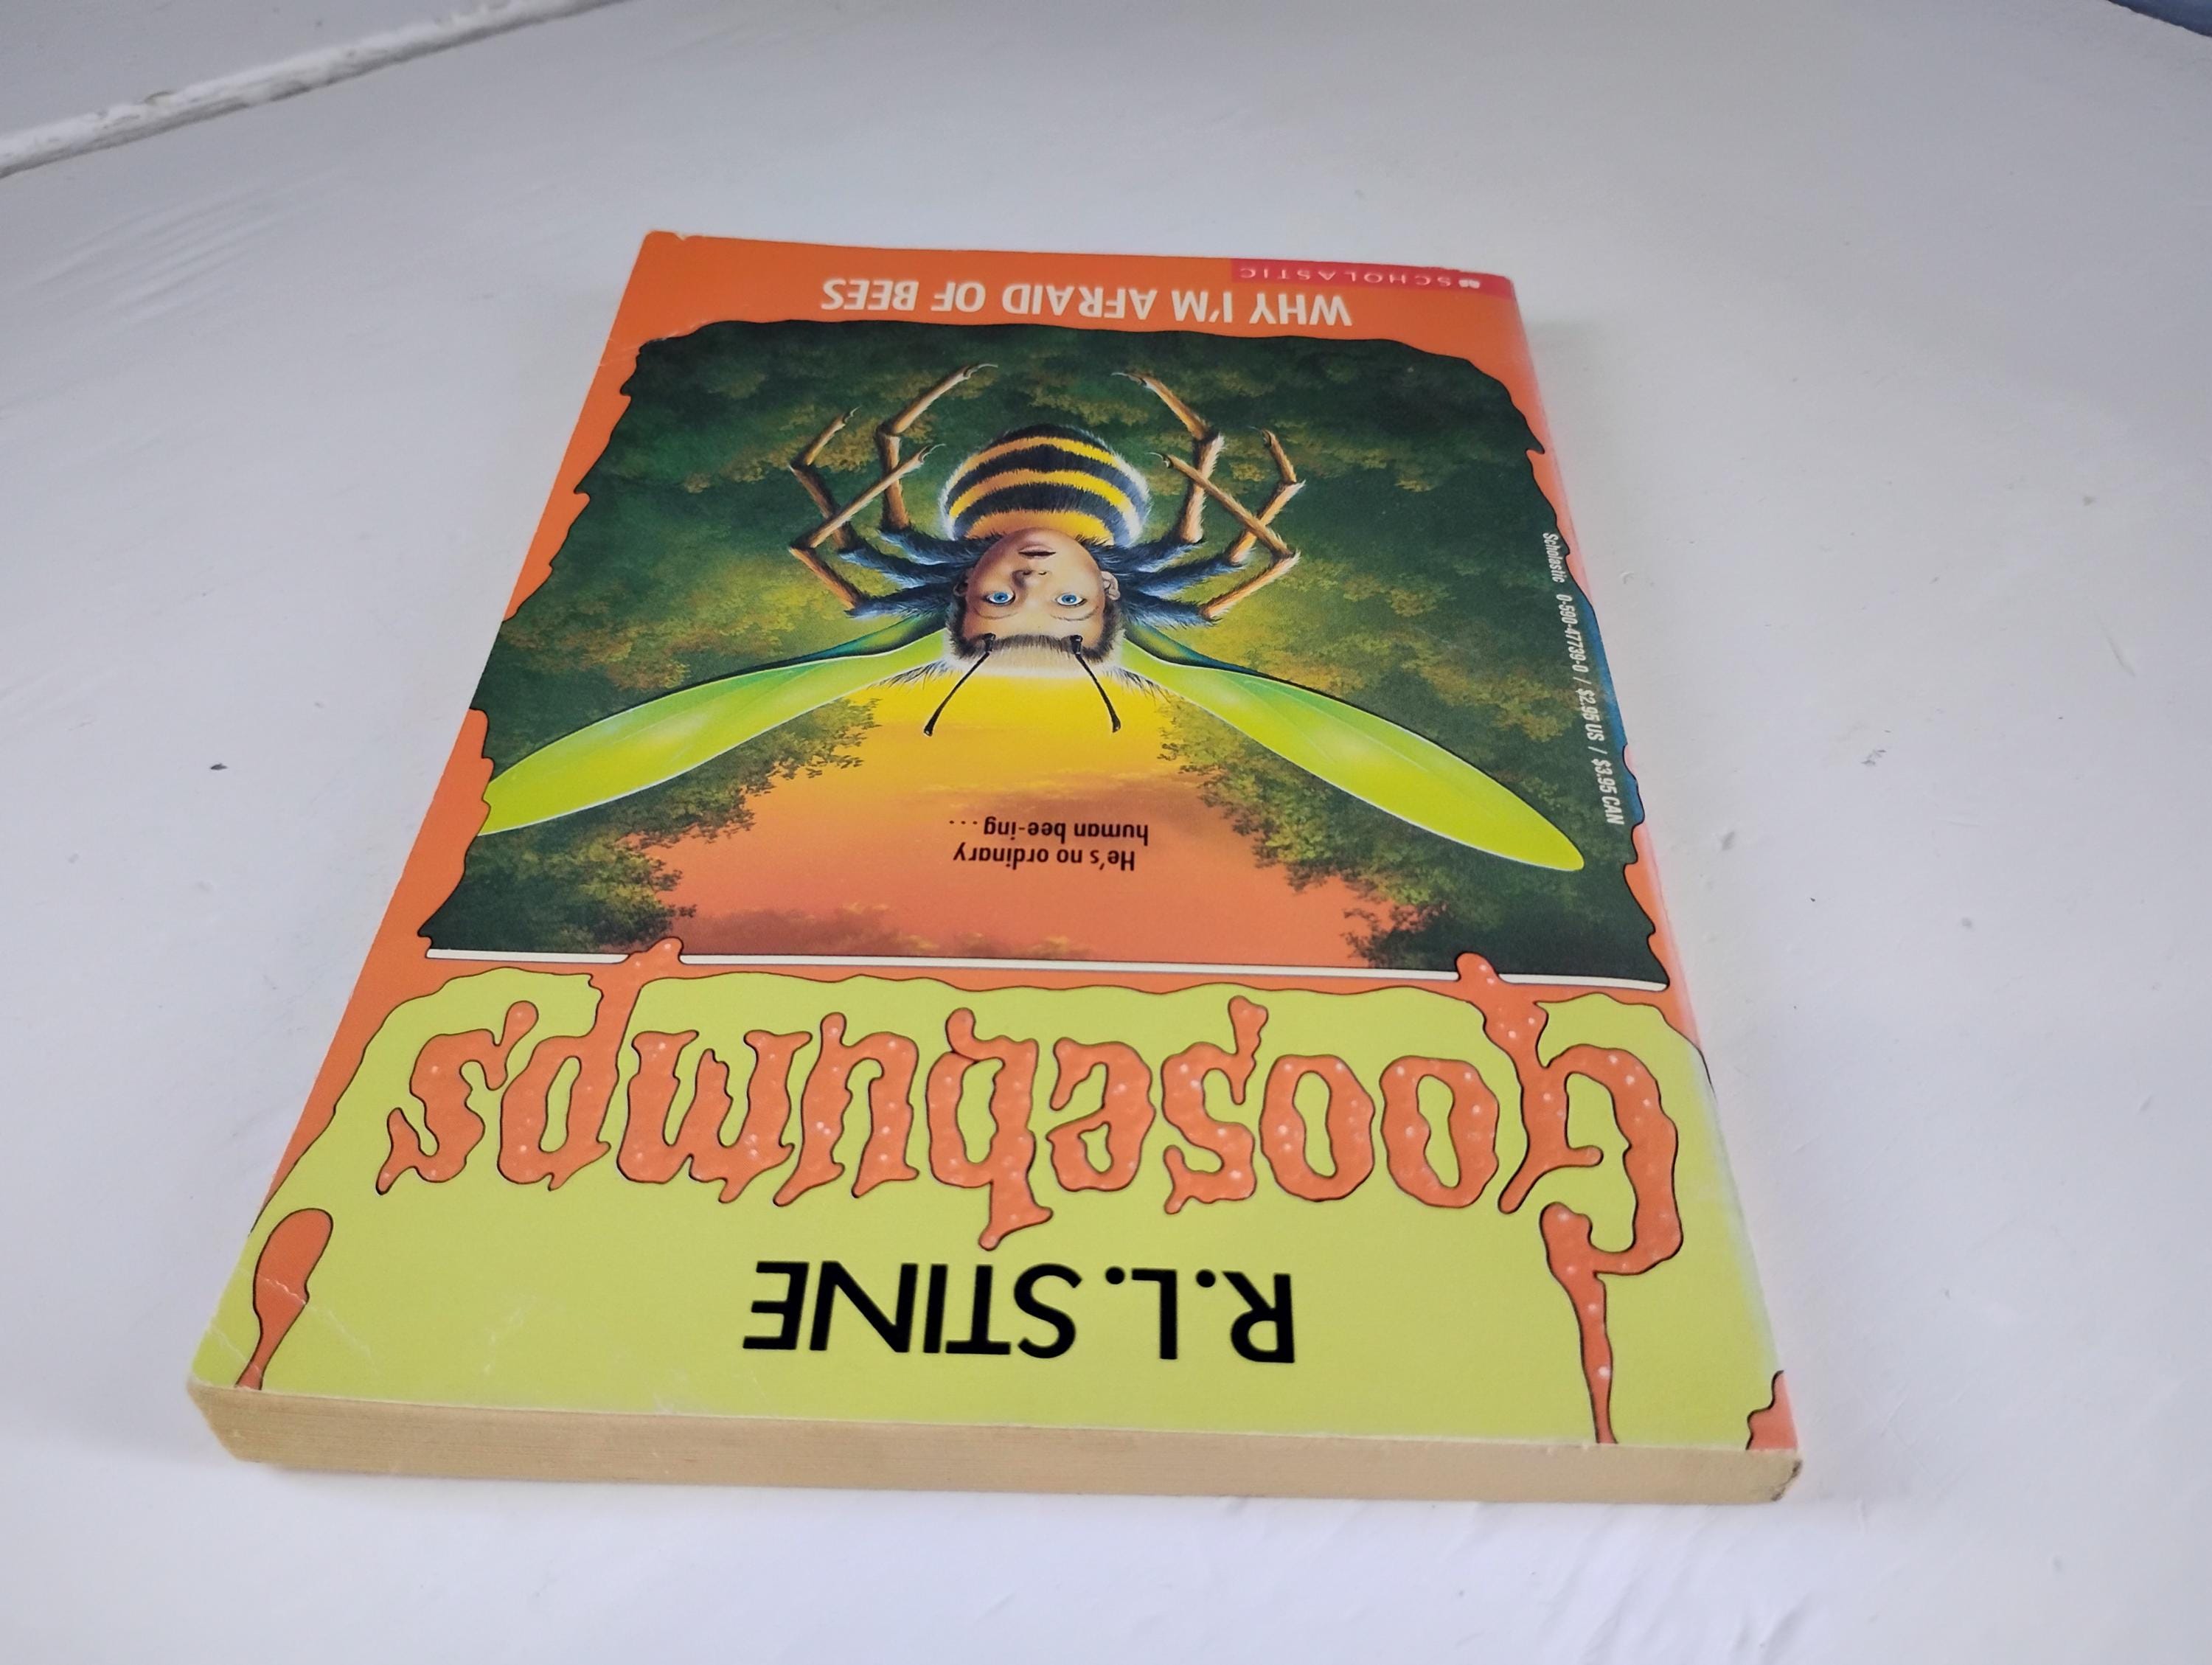 R.L. STINE
Goosebumps
He's no ordinary
human bee-ing...
Scholastic 0-590-47739-0 / $2.95 US / $3.95 CAN
WHY I'M AFRAID OF BEES
SCHOLASTIC